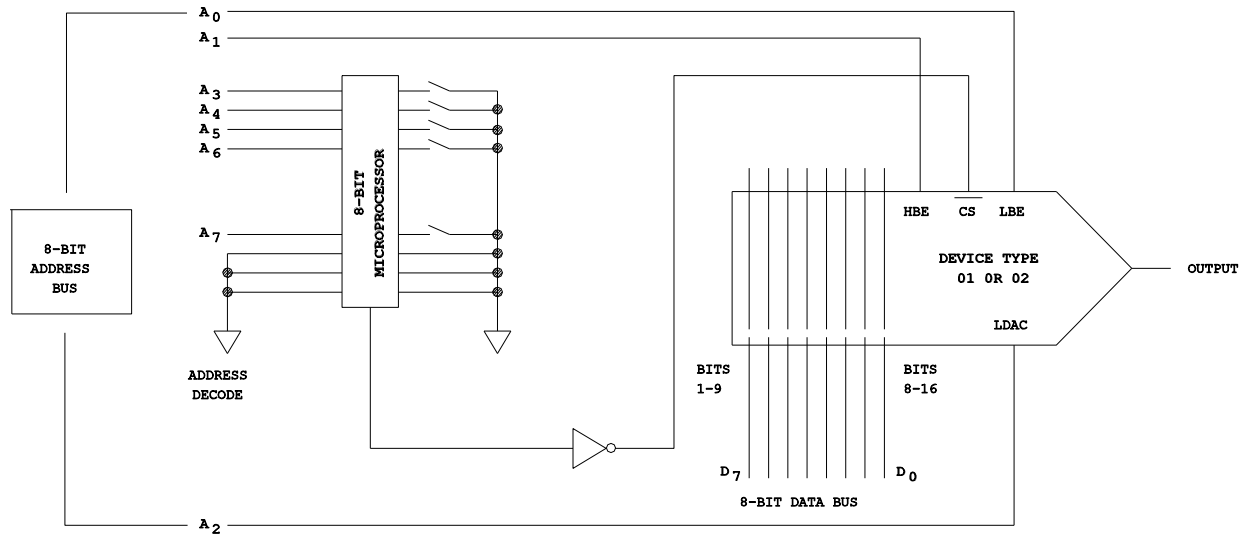 A0
A1
A3
A4
A5
A6
A7
8-BIT
MICROPROCESSOR
8-BIT
ADDRESS
BUS
ADDRESS
DECODE
HBE
CS
LBE
DEVICE TYPE
01 OR 02
LDAC
OUTPUT
BITS
1-9
BITS
8-16
D7
D0
8-BIT DATA BUS
A2